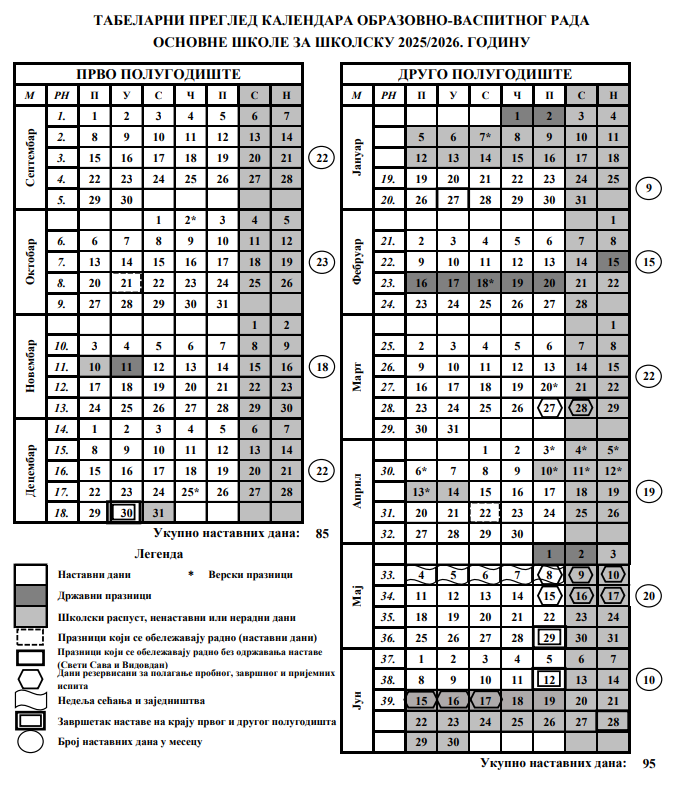 ТАБЕЛАРНИ ПРЕГЛЕД КАЛЕНДАРА ОБРАЗОВНО-ВАСПИТНОГ РАДА
ОСНОВНЕ ШКОЛЕ ЗА ШКОЛСКУ 2025/2026. ГОДИНУ
ПРВО ПОЛУГОДИШТЕ
М РН П У С Ч П С Н
Септембар
1. 1 2 3 4 5 6 7
2. 8 9 10 11 12 13 14
3. 15 16 17 18 19 20 21
22
4. 22 23 24 25 26 27 28
5. 29 30
Октобар
1 2* 3 4 5
6. 6 7 8 9 10 11 12
7. 13 14 15 16 17 18 19
23
8. 20 21 22 23 24 25 26
9. 27 28 29 30 31
Новембар
1 2
10. 3 4 5 6 7 8 9
11. 10 11 12 13 14 15 16
18
12. 17 18 19 20 21 22 23
13. 24 25 26 27 28 29 30
Децембар
14. 1 2 3 4 5 6 7
15. 8 9 10 11 12 13 14
16. 15 16 17 18 19 20 21
22
17. 22 23 24 25* 26 27 28
18. 29 30 31
Укупно наставних дана: 85
Легенда
Наставни дани * Верски празници
Државни празници
Школски распуст, ненаставни или нерадни дани
Празници који се обележавају радно (наставни дани)
Празници који се обележавају радно без одржавања наставе
(Свети Сава и Видовдан)
Дани резервисани за полагање пробног, завршног и пријемних
испита
Недеља сећања и заједништва
Завршетак наставе на крају првог и другог полугодишта
Број наставних дана у месецу
ДРУГО ПОЛУГОДИШТЕ
М РН П У С Ч П С Н
Јануар
1 2 3 4
5 6 7* 8 9 10 11
12 13 14 15 16 17 18
19. 19 20 21 22 23 24 25
9
20. 26 27 28 29 30 31
Фебруар
1
21. 2 3 4 5 6 7 8
22. 9 10 11 12 13 14 15
15
23. 16 17 18* 19 20 21 22
24. 23 24 25 26 27 28
Март
1
25. 2 3 4 5 6 7 8
26. 9 10 11 12 13 14 15
27. 16 17 18 19 20* 21 22
22
28. 23 24 25 26 27 28 29
29. 30 31
Април
1 2 3* 4* 5*
30. 6* 7 8 9 10* 11* 12*
13* 14 15 16 17 18 19
19
31. 20 21 22 23 24 25 26
32. 27 28 29 30
Мај
1 2 3
33. 4 5 6 7 8 9 10
34. 11 12 13 14 15 16 17
20
35. 18 19 20 21 22 23 24
36. 25 26 27 28 29 30 31
Јун
37. 1 2 3 4 5 6 7
38. 8 9 10 11 12 13 14
10
39. 15 16 17 18 19 20 21
22 23 24 25 26 27 28
29 30
Укупно наставних дана: 95